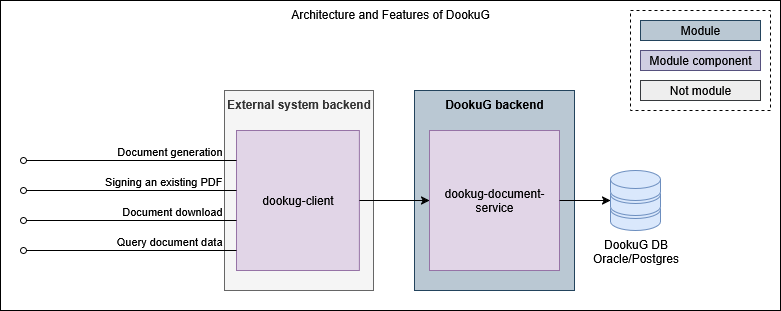 Architecture and Features of DookuG
Module
Module component
Not module
External system backend
DookuG backend
Document generation
Signing an existing PDF
Document download
Query document data
dookug-client
dookug-document-
service
DookuG DB
Oracle/Postgres